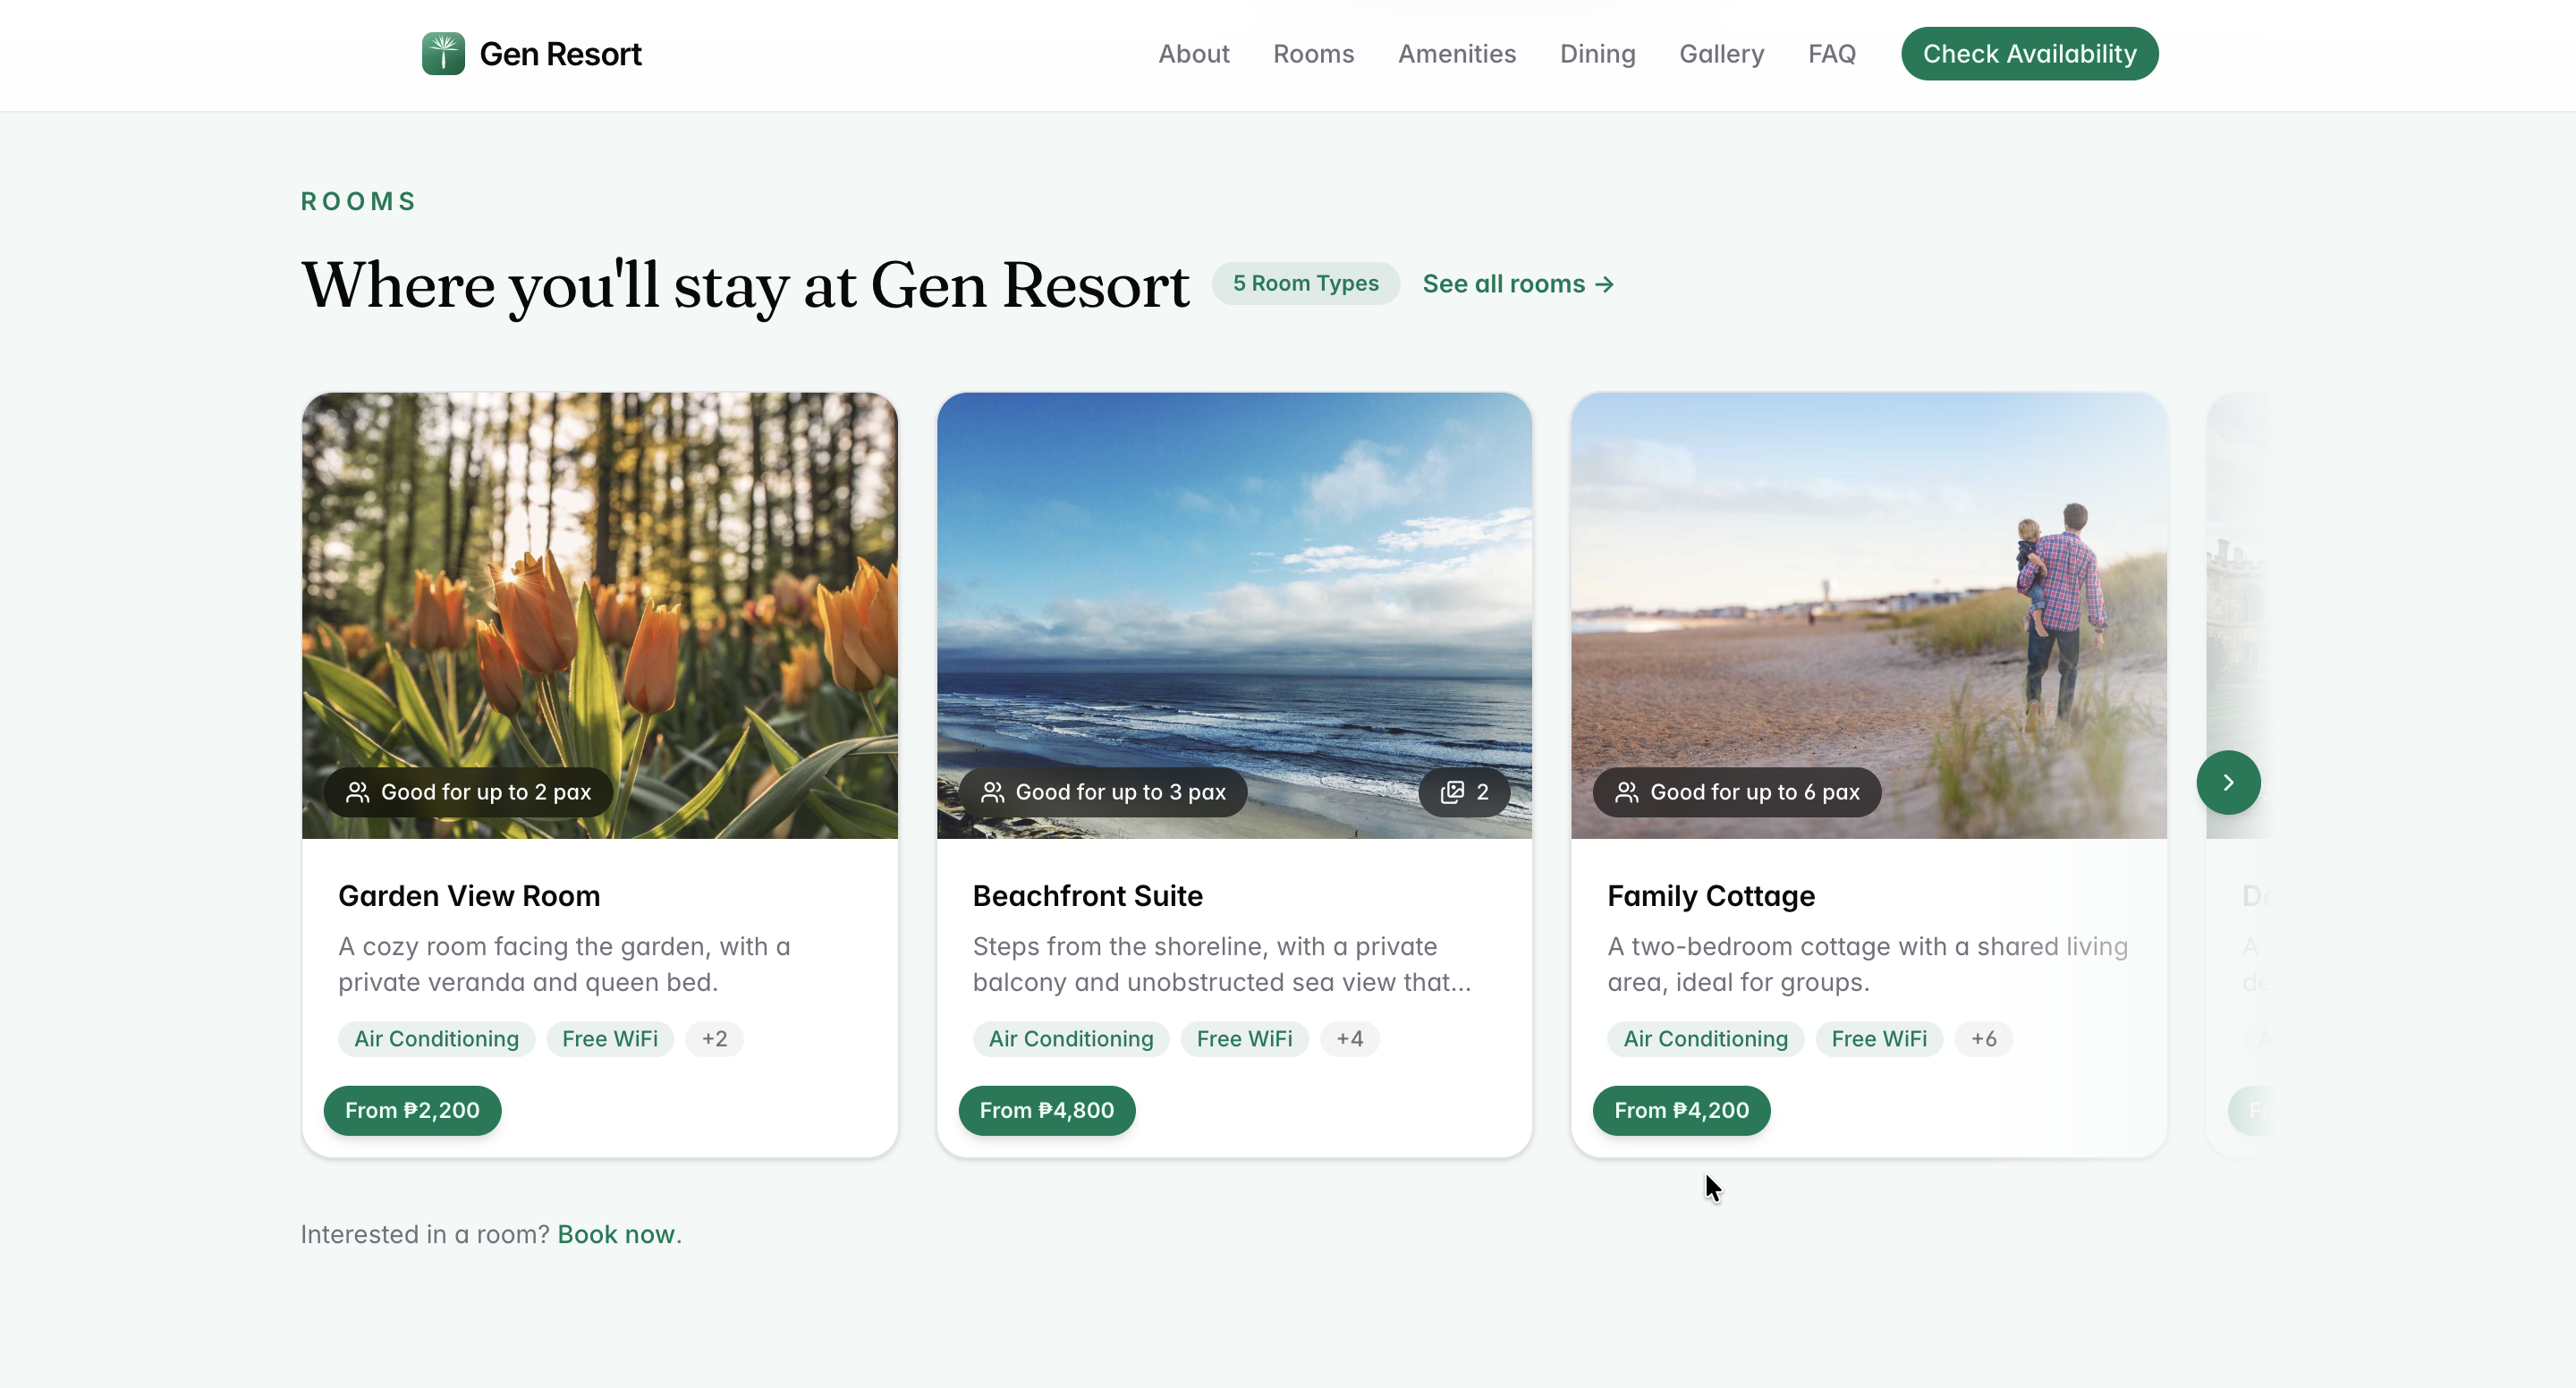 Gen Resort
About Rooms Amenities Dining Gallery FAQ Check Availability
ROOMS
Where you'll stay at Gen Resort 5 Room Types See all rooms →
Good for up to 2 pax
Garden View Room
A cozy room facing the garden, with a
private veranda and queen bed.
Air Conditioning Free WiFi +2
From ₱2,200
Good for up to 3 pax 2
Beachfront Suite
Steps from the shoreline, with a private
balcony and unobstructed sea view that...
Air Conditioning Free WiFi +4
From ₱4,800
Good for up to 6 pax
Family Cottage
A two-bedroom cottage with a shared living
area, ideal for groups.
Air Conditioning Free WiFi +6
From ₱4,200
Interested in a room? Book now.